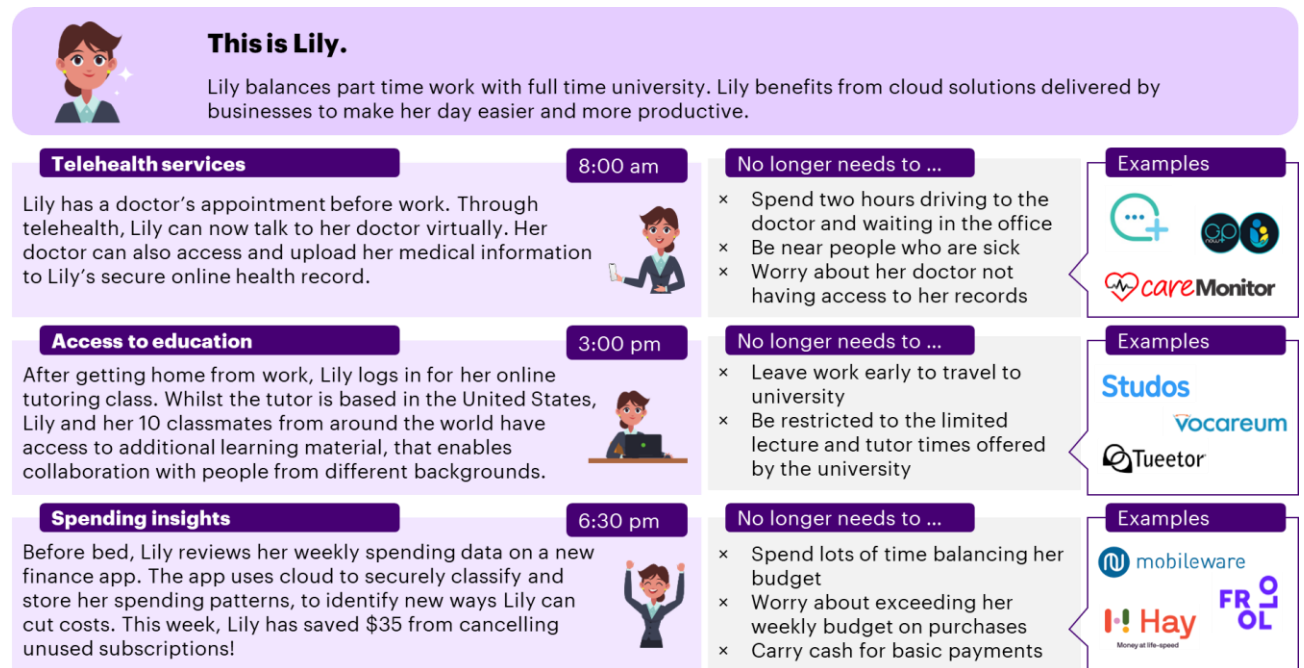 This is Lily.
Lily balances part time work with full time university. Lily benefits from cloud solutions delivered by
businesses to make her day easier and more productive.
Telehealth services
8:00 am
Lily has a doctor’s appointment before work. Through
telehealth, Lily can now talk to her doctor virtually. Her
doctor can also access and upload her medical information
to Lily’s secure online health record.
No longer needs to ...
× Spend two hours driving to the
doctor and waiting in the office
× Be near people who are sick
× Worry about her doctor not
having access to her records
Examples
GP
now+
careMonitor
Access to education
3:00 pm
After getting home from work, Lily logs in for her online
tutoring class. Whilst the tutor is based in the United States,
Lily and her 10 classmates from around the world have
access to additional learning material, that enables
collaboration with people from different backgrounds.
No longer needs to ...
× Leave work early to travel to
university
× Be restricted to the limited
lecture and tutor times offered
by the university
Examples
Studos
vocareum
Tueetor
Spending insights
6:30 pm
Before bed, Lily reviews her weekly spending data on a new
finance app. The app uses cloud to securely classify and
store her spending patterns, to identify new ways Lily can
cut costs. This week, Lily has saved $35 from cancelling
unused subscriptions!
No longer needs to ...
× Spend lots of time balancing her
budget
× Worry about exceeding her
weekly budget on purchases
× Carry cash for basic payments
Examples
mobileware
FROLLO
Hay
Money at life-speed